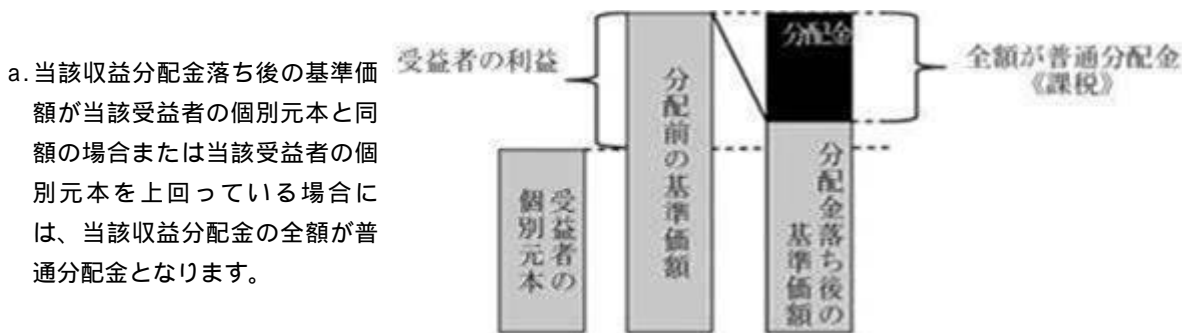 a.当該収益分配金落ち後の基準価
額が当該受益者の個別元本と同
額の場合または当該受益者の個
別元本を上回っている場合に
は、当該収益分配金の全額が普
通分配金となります。
受益者の利益
受益者の
個別元本
分配前の基準価額
分配金
分配金落ち後の
基準価額
全額が普通分配金
《課税》